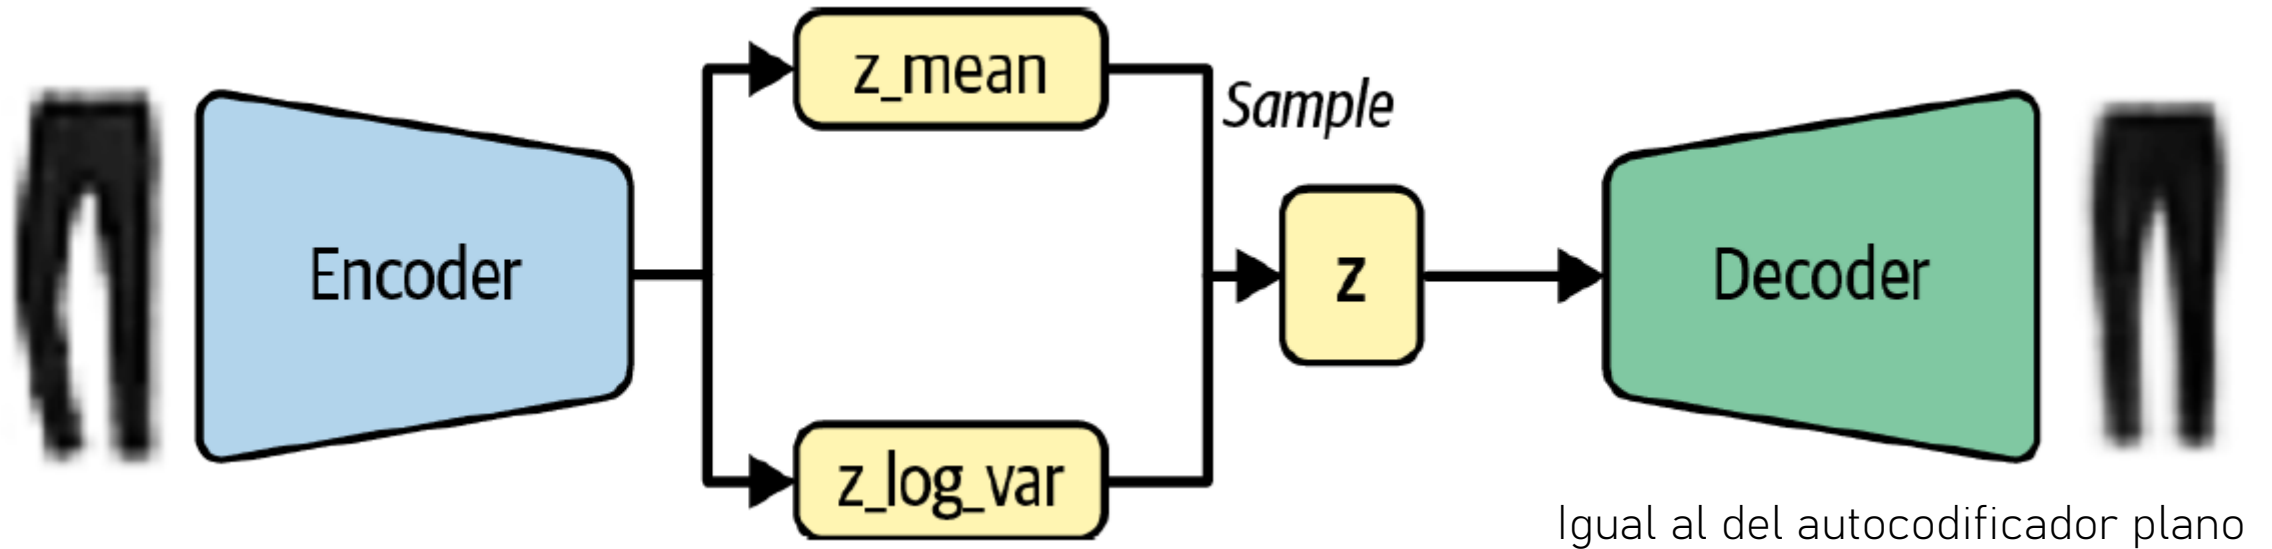 z_mean
Sample
Encoder
z
Decoder
z_log_var
Igual al del autocodificador plano